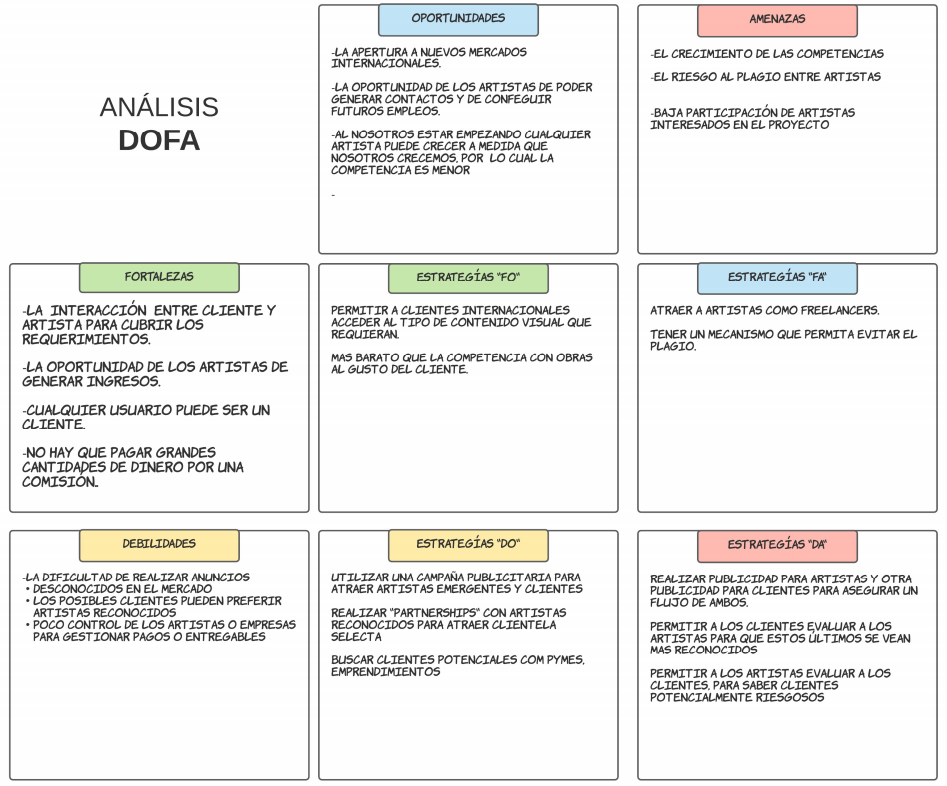 ANÁLISIS
DOFA
OPORTUNIDADES
-LA APERTURA A NUEVOS MERCADOS
INTERNACIONALES.
-LA OPORTUNIDAD DE LOS ARTISTAS DE PODER
GENERAR CONTACTOS Y DE CONFEGUIR
FUTUROS EMPLEOS.
-AL NOSOTROS ESTAR EMPEZANDO CUALQUIER
ARTISTA PUEDE CRECER A MEDIDA QUE
NOSOTROS CRECEMOS, POR LO CUAL LA
COMPETENCIA ES MENOR
-
AMENAZAS
-EL CRECIMIENTO DE LAS COMPETENCIAS
-EL RIESGO AL PLAGIO ENTRE ARTISTAS
-BAJA PARTICIPACIÓN DE ARTISTAS
INTERESADOS EN EL PROYECTO
FORTALEZAS
-LA INTERACCIÓN ENTRE CLIENTE Y
ARTISTA PARA CUBRIR LOS
REQUERIMIENTOS.
-LA OPORTUNIDAD DE LOS ARTISTAS DE
GENERAR INGRESOS.
-CUALQUIER USUARIO PUEDE SER UN
CLIENTE.
-NO HAY QUE PAGAR GRANDES
CANTIDADES DE DINERO POR UNA
COMISIÓN..
ESTRATEGÍAS "FO"
PERMITIR A CLIENTES INTERNACIONALES
ACCEDER AL TIPO DE CONTENIDO VISUAL QUE
REQUIERAN.
MAS BARATO QUE LA COMPETENCIA CON OBRAS
AL GUSTO DEL CLIENTE.
ESTRATEGÍAS "FA"
ATRAER A ARTISTAS COMO FREELANCERS.
TENER UN MECANISMO QUE PERMITA EVITAR EL
PLAGIO.
DEBILIDADES
-LA DIFICULTAD DE REALIZAR ANUNCIOS
• DESCONOCIDOS EN EL MERCADO
• LOS POSIBLES CLIENTES PUEDEN PREFERIR
ARTISTAS RECONOCIDOS
• POCO CONTROL DE LOS ARTISTAS O EMPRESAS
PARA GESTIONAR PAGOS O ENTREGABLES
ESTRATEGÍAS "DO"
UTILIZAR UNA CAMPAÑA PUBLICITARIA PARA
ATRAER ARTISTAS EMERGENTES Y CLIENTES
REALIZAR "PARTNERSHIPS" CON ARTISTAS
RECONOCIDOS PARA ATRAER CLIENTELA
SELECTA
BUSCAR CLIENTES POTENCIALES COM PYMES,
EMPRENDIMIENTOS
ESTRATEGÍAS "DA"
REALIZAR PUBLICIDAD PARA ARTISTAS Y OTRA
PUBLICIDAD PARA CLIENTES PARA ASEGURAR UN
FLUJO DE AMBOS.
PERMITIR A LOS CLIENTES EVALUAR A LOS
ARTISTAS PARA QUE ESTOS ÚLTIMOS SE VEAN
MAS RECONOCIDOS
PERMITIR A LOS ARTISTAS EVALUAR A LOS
CLIENTES, PARA SABER CLIENTES
POTENCIALMENTE RIESGOSOS